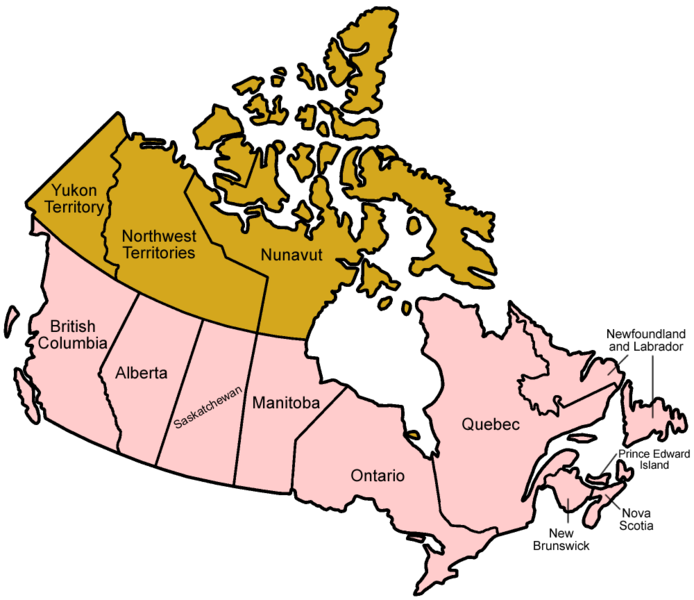 Yukon
Territory
Northwest
Territories
Nunavut
British
Columbia
Alberta
Saskatchewan
Manitoba
Ontario
Quebec
Newfoundland
and Labrador
Prince Edward
Island
Nova
Scotia
New
Brunswick